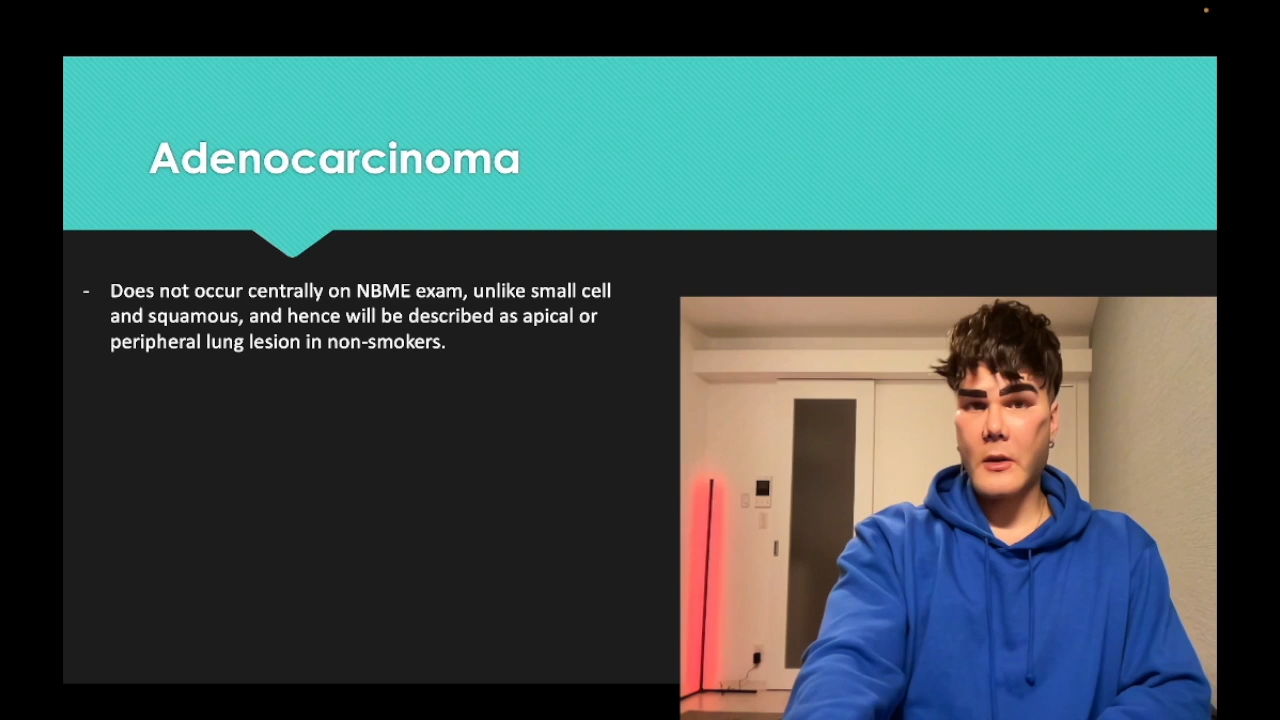 Adenocarcinoma
- Does not occur centrally on NBME exam, unlike small cell
and squamous, and hence will be described as apical or
peripheral lung lesion in non-smokers.